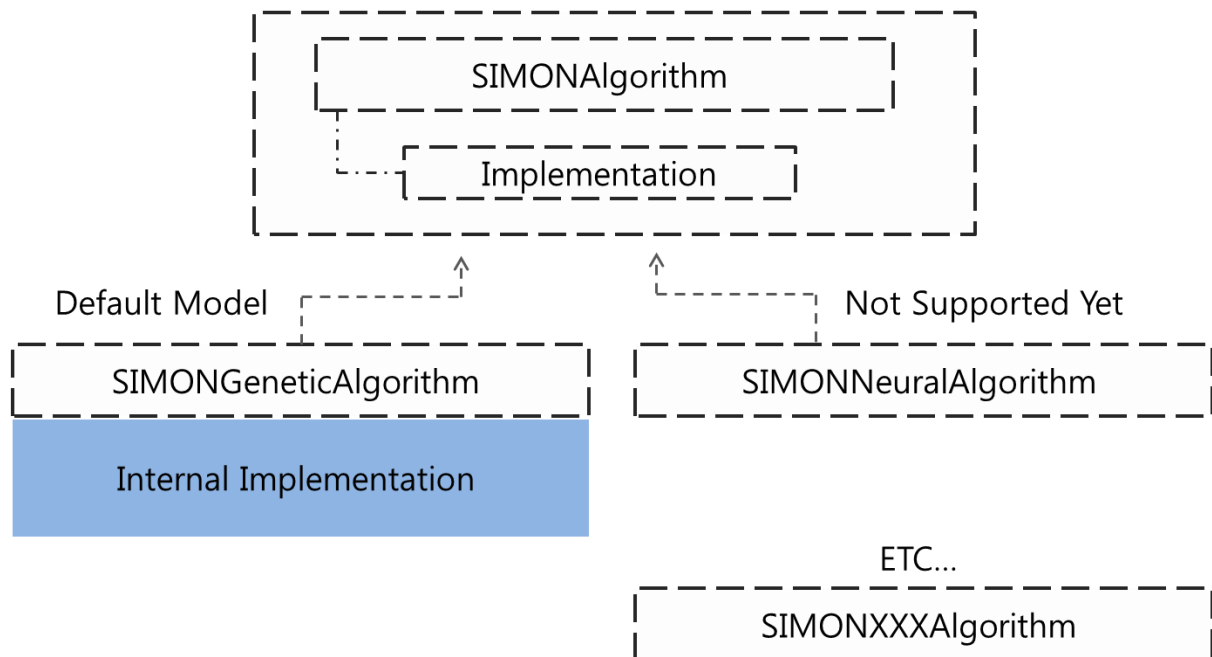 SIMONAlgorithm
Implementation
Default Model
Not Supported Yet
SIMONGeneticAlgorithm
SIMONNeuralAlgorithm
Internal Implementation
ETC...
SIMONXXXAlgorithm